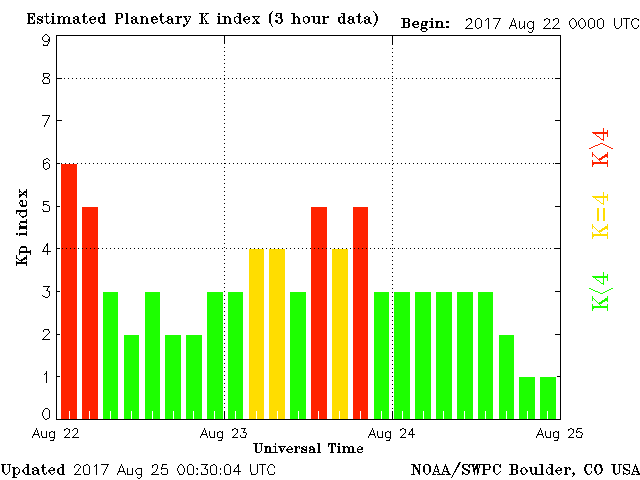 Estimated Planetary K index (3 hour data)
Begin: 2017 Aug 22 0000 UTC
9
8
7
6
5
4
3
2
1
0
Kp index
K>4
K=4
K<4
Aug 22
Aug 23
Aug 24
Aug 25
Universal Time
Updated 2017 Aug 25 00:30:04 UTC
NOAA/SWPC Boulder, CO USA